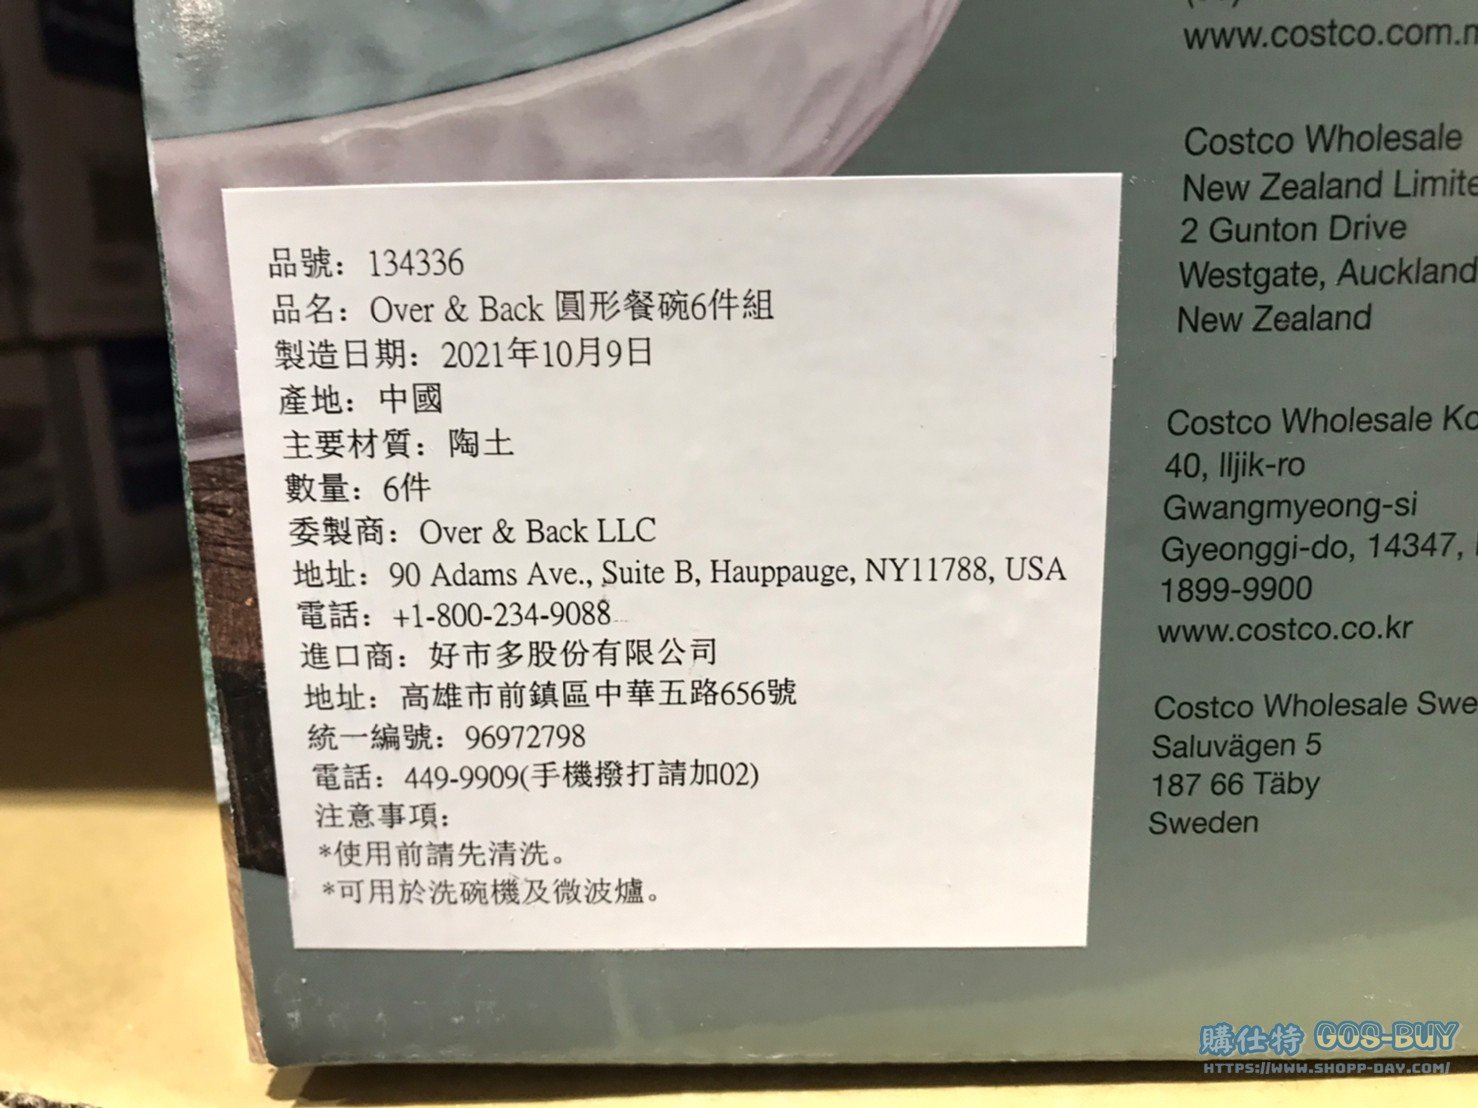 品號：134336
品名：Over & Back 圓形餐碗6件組
製造日期：2021年10月9日
產地：中國
主要材質：陶土
數量：6件
委製商：Over & Back LLC
地址：90 Adams Ave., Suite B, Hauppauge, NY11788, USA
電話：+1-800-234-9088
進口商：好市多股份有限公司
地址：高雄市前鎮區中華五路656號
統一編號：96972798
電話：449-9909(手機撥打請加02)
注意事項：
*使用前請先清洗。
*可用於洗碗機及微波爐。
www.costco.com.m
Costco Wholesale
New Zealand Limite
2 Gunton Drive
Westgate, Auckland
New Zealand
Costco Wholesale Ko
40, Iljik-ro
Gwangmyeong-si
Gyeonggi-do, 14347,
1899-9900
www.costco.co.kr
Costco Wholesale Swe
Saluvägen 5
187 66 Täby
Sweden
購仕特 GOS-BUY
HTTPS://WWW.SHOPP-DAY.COM/